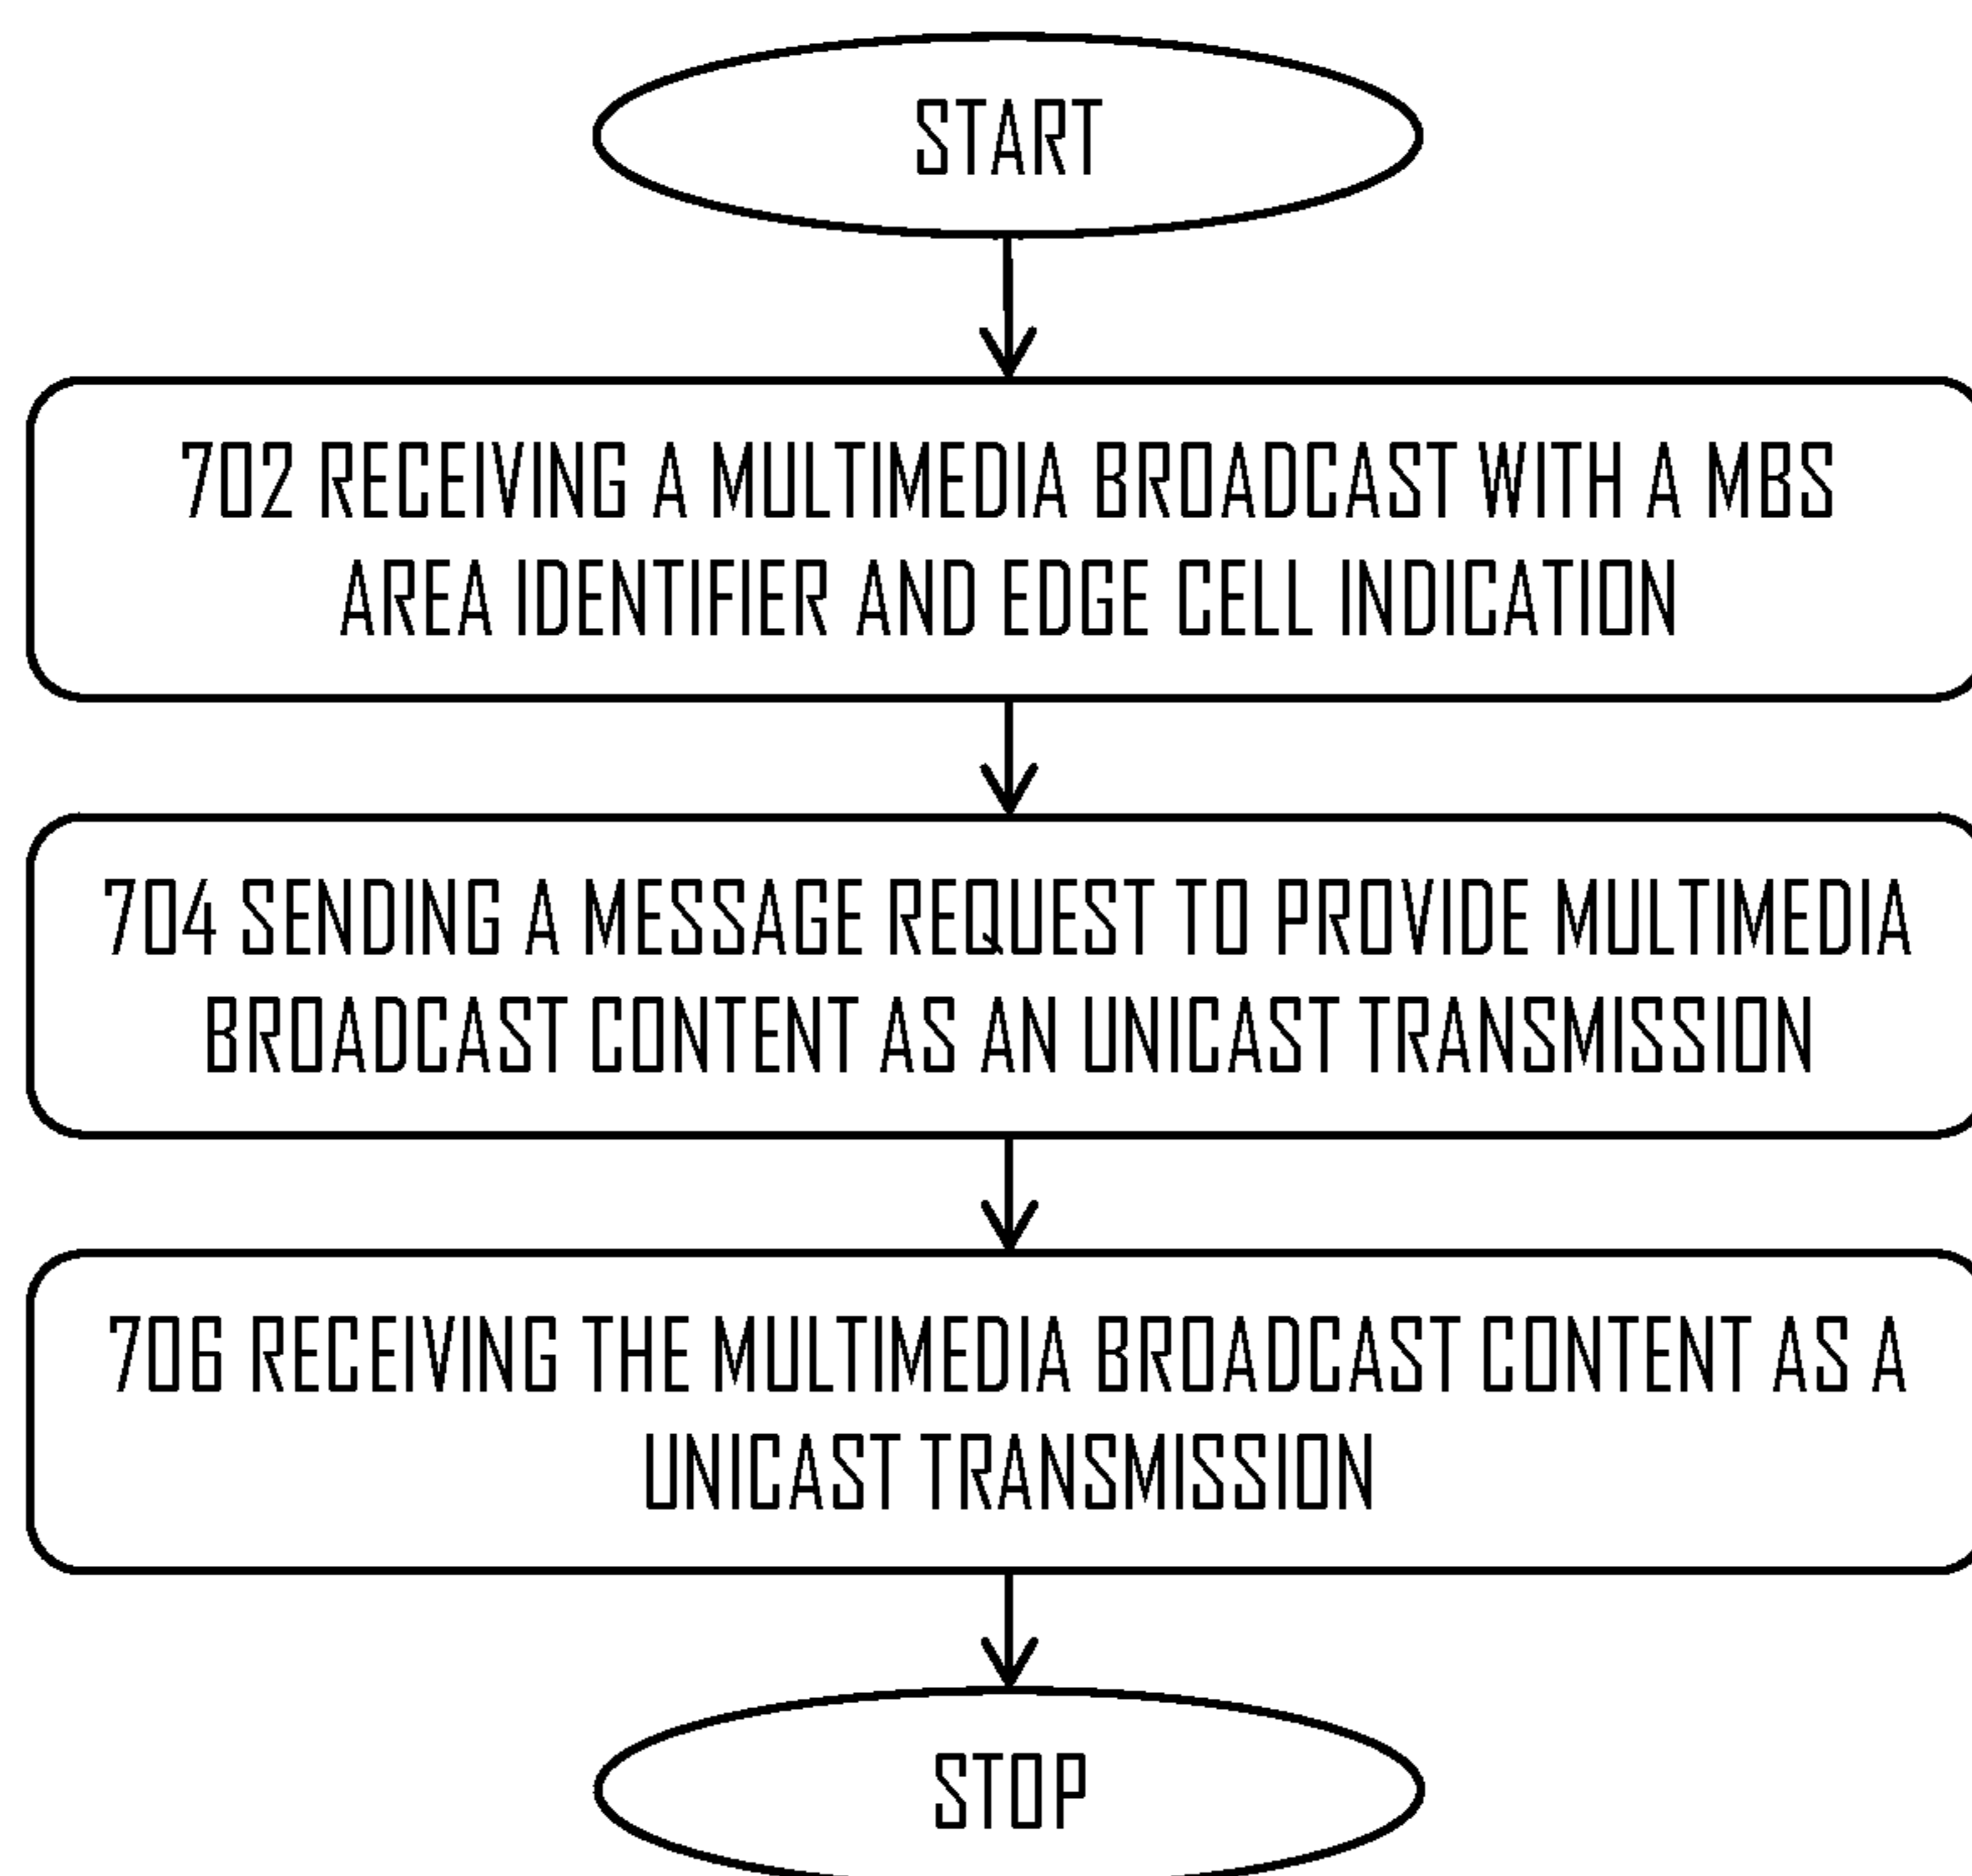 START
702 RECEIVING A MULTIMEDIA BROADCAST WITH A MBS
AREA IDENTIFIER AND EDGE CELL INDICATION
704 SENDING A MESSAGE REQUEST TO PROVIDE MULTIMEDIA
BROADCAST CONTENT AS AN UNICAST TRANSMISSION
706 RECEIVING THE MULTIMEDIA BROADCAST CONTENT AS A
UNICAST TRANSMISSION
STOP